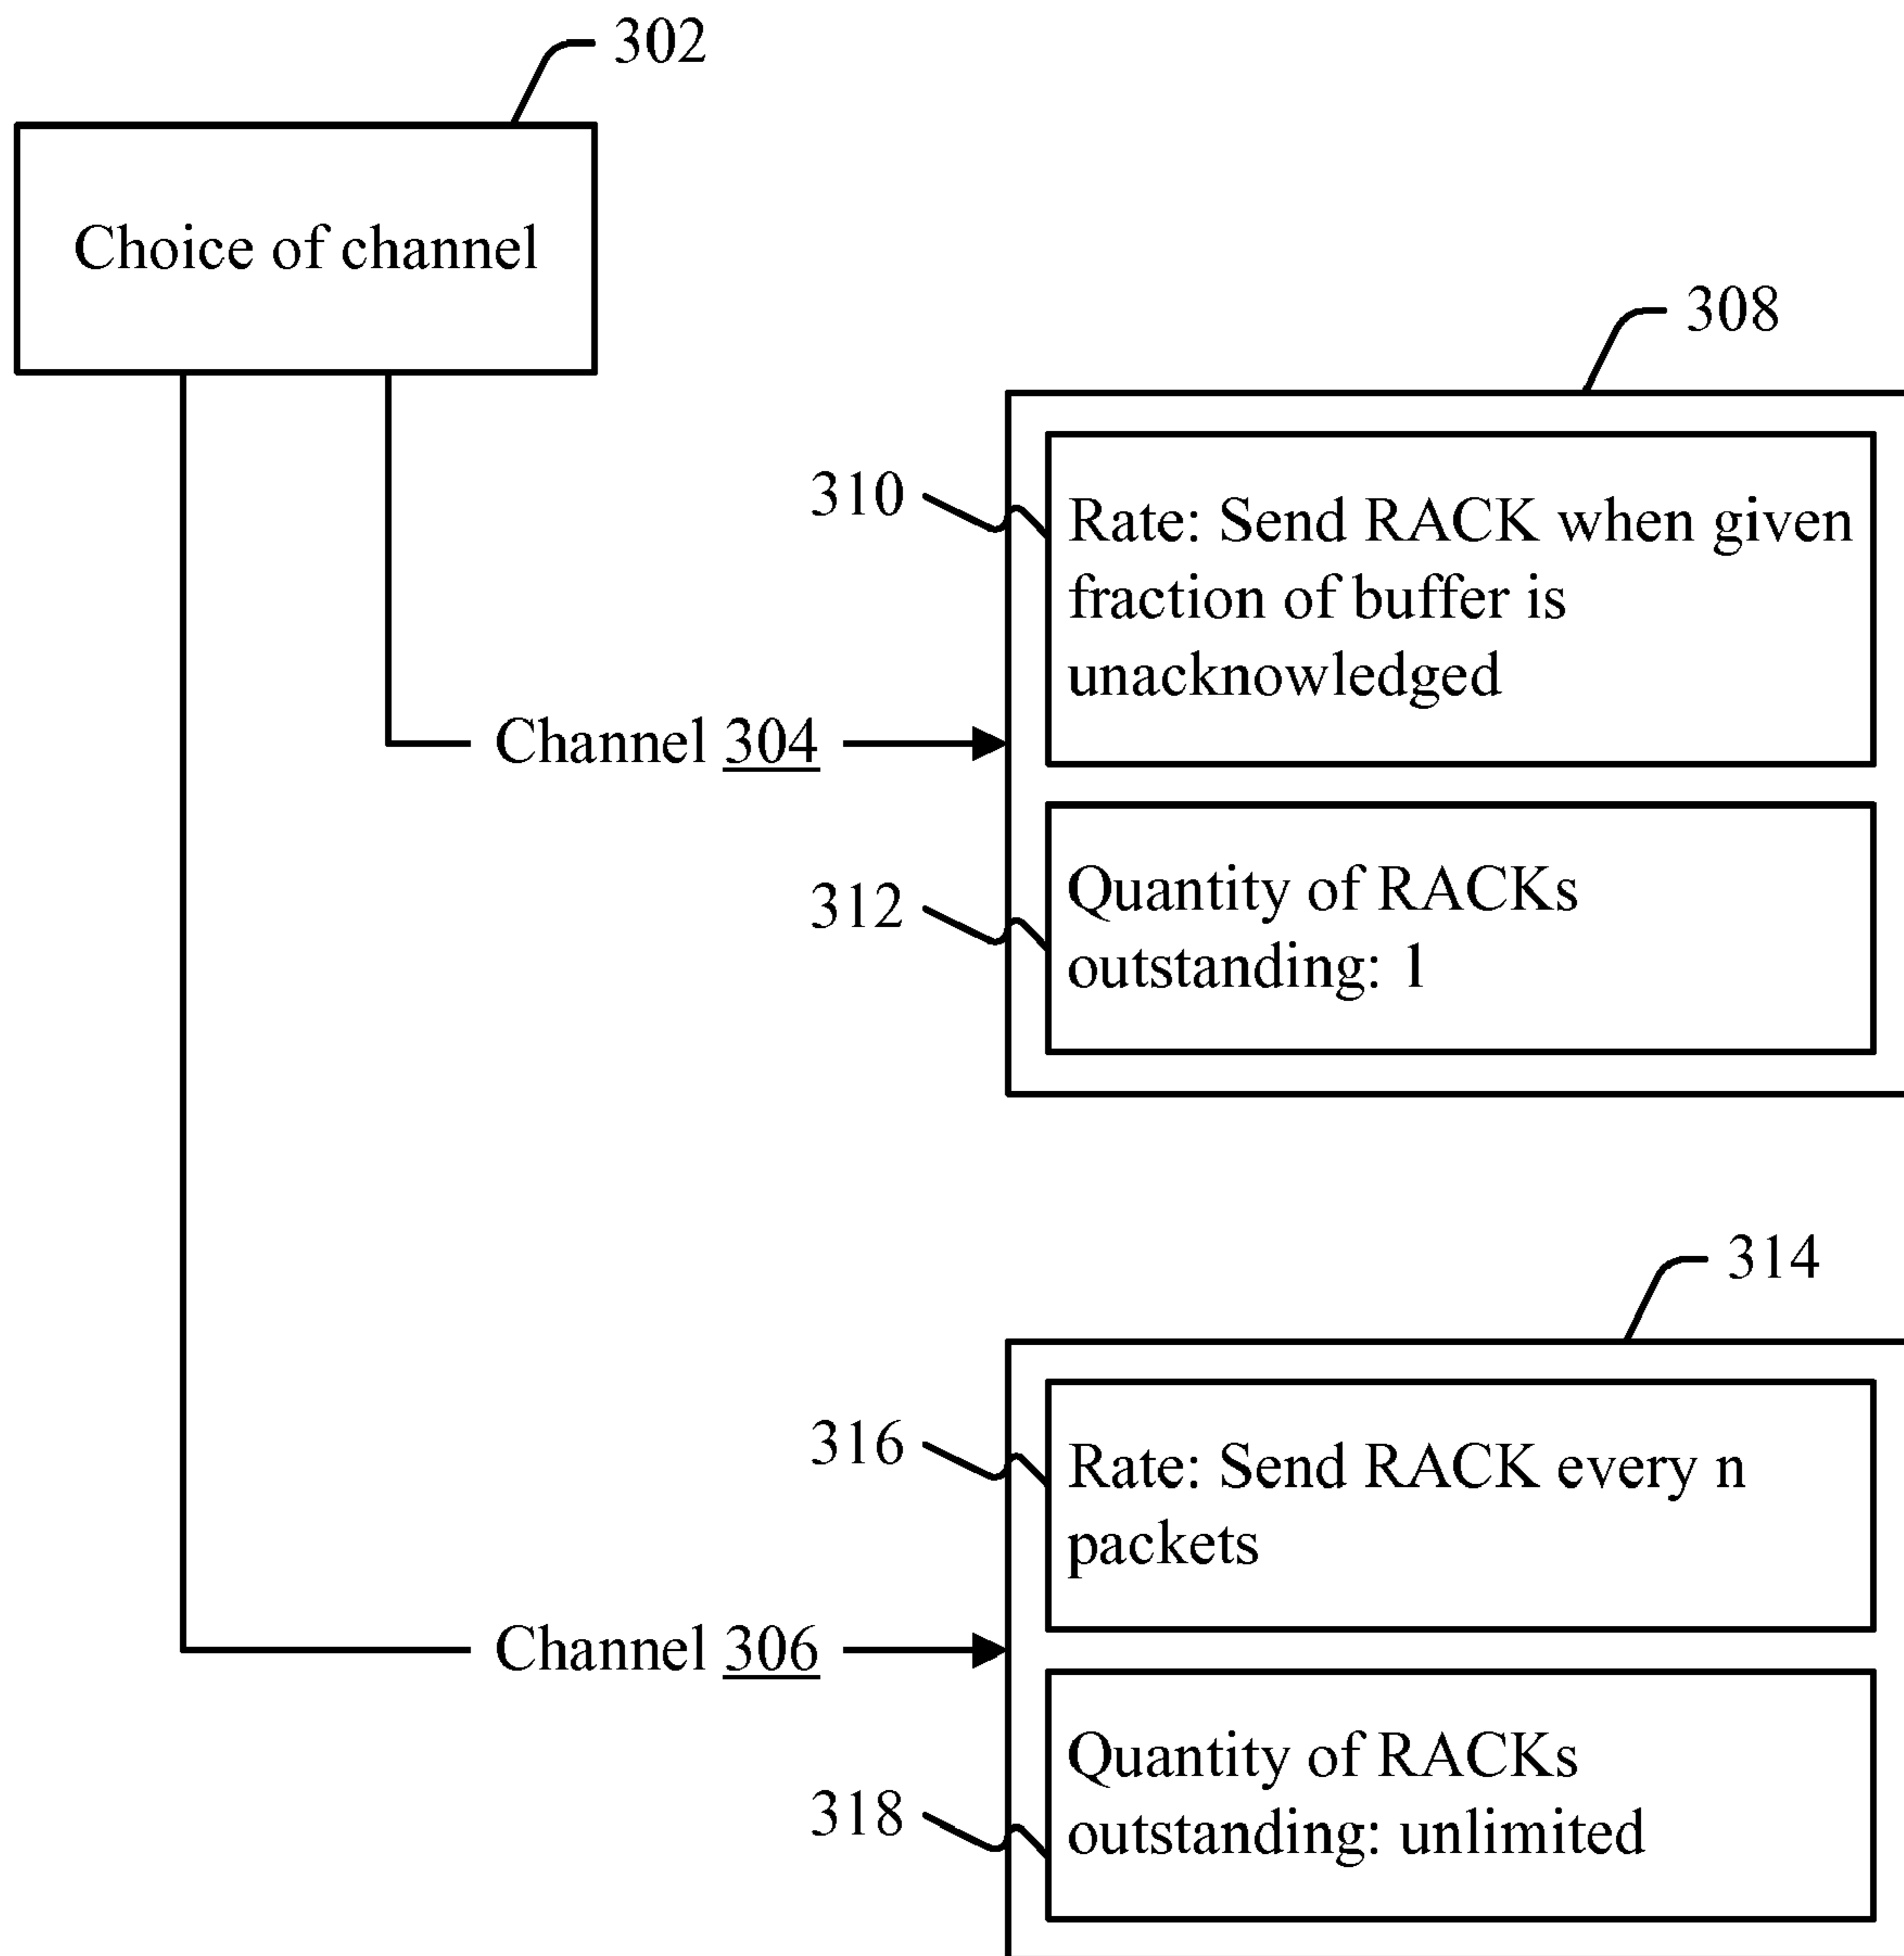 302
Choice of channel
308
310
Rate: Send RACK when given
fraction of buffer is
unacknowledged
Channel 304
312
Quantity of RACKs
outstanding: 1
314
316
Rate: Send RACK every n
packets
Channel 306
318
Quantity of RACKs
outstanding: unlimited